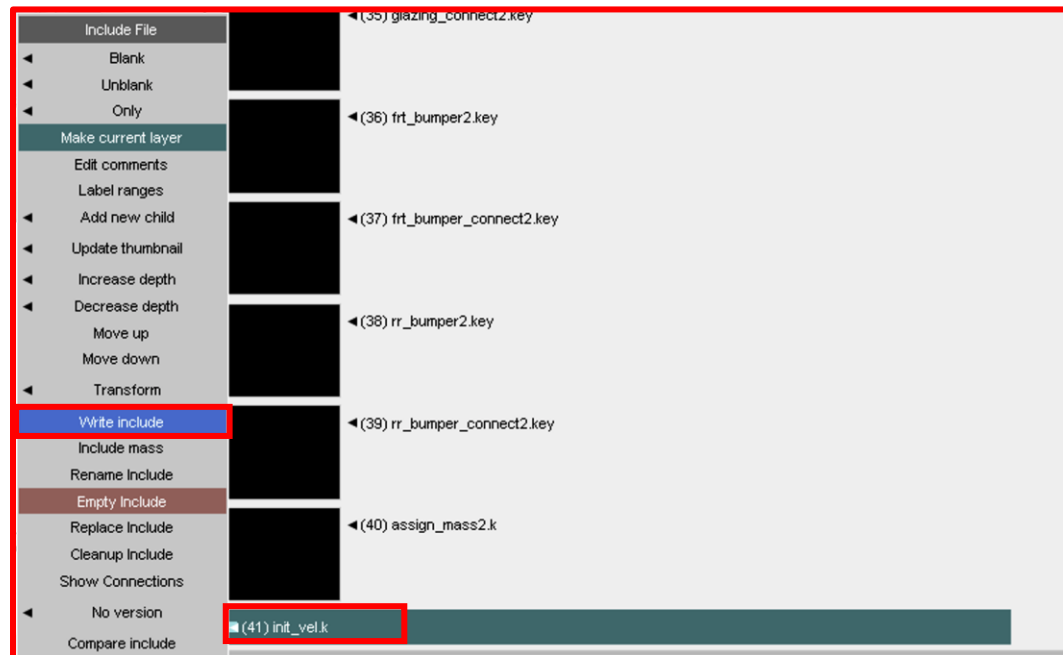 Include File
Blank
Unblank
Only
Make current layer
Edit comments
Label ranges
Add new child
Update thumbnail
Increase depth
Decrease depth
Move up
Move down
Transform
Write include
Include mass
Rename Include
Empty Include
Replace Include
Cleanup Include
Show Connections
No version
Compare include
(35) glazing_connect2.key
(36) frt_bumper2.key
(37) frt_bumper_connect2.key
(38) rr_bumper2.key
(39) rr_bumper_connect2.key
(40) assign_mass2.k
(41) init_vel.k